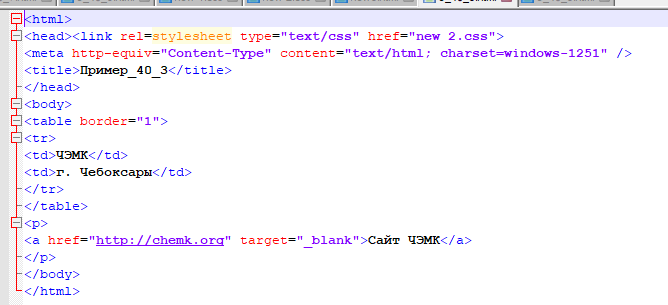 <html>
<head><link rel=stylesheet type="text/css" href="new 2.css">
<meta http-equiv="Content-Type" content="text/html; charset=windows-1251" />
<title>Пример_40_3</title>
</head>
<body>
<table border="1">
<tr>
<td>ЧЭМК</td>
<td>г. Чебоксары</td>
</tr>
</table>
<p>
<a href="http://chemk.org" target="_blank">Сайт ЧЭМК</a>
</p>
</body>
</html>